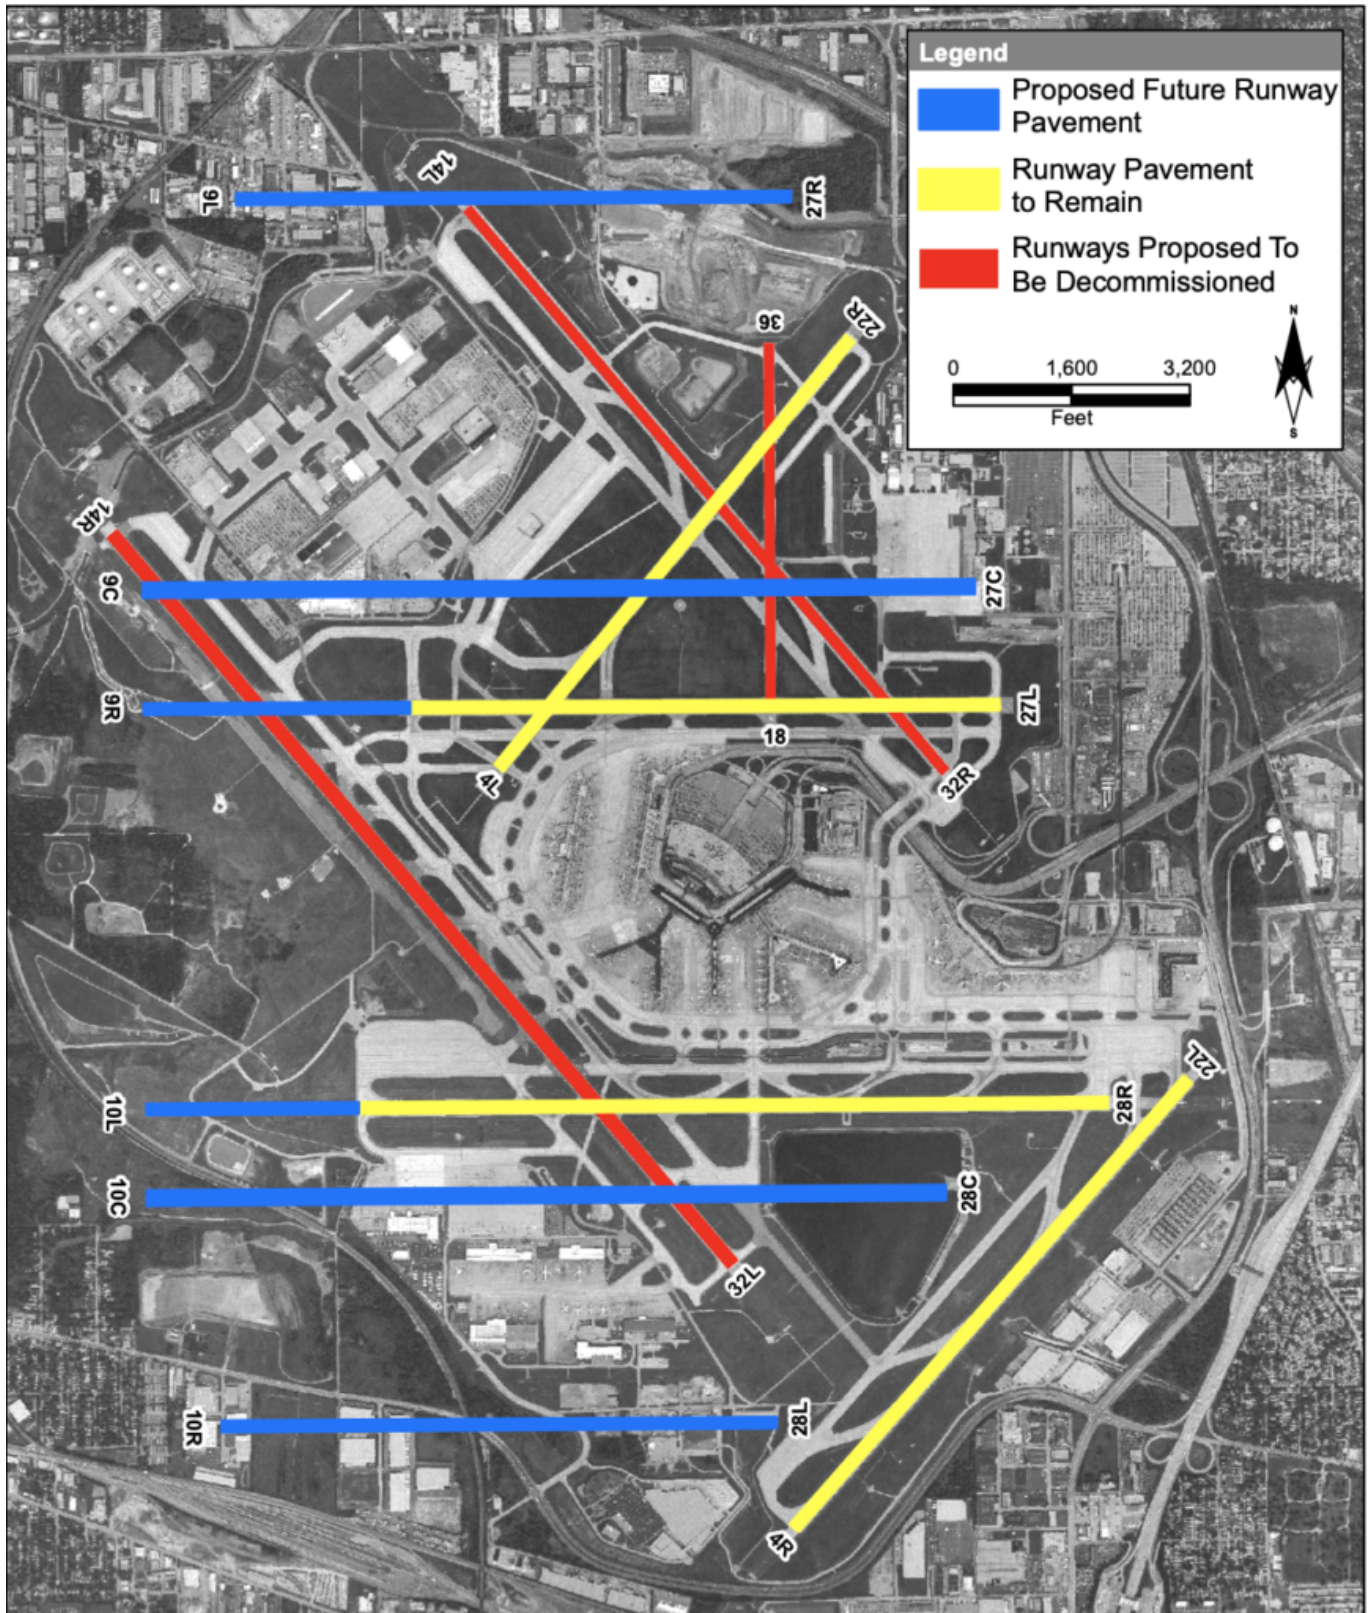 Legend
Proposed Future Runway
Pavement
Runway Pavement
to Remain
Runways Proposed To
Be Decommissioned
N
0 1,600 3,200
Feet
S
14L
9L
27R
36
22R
14R
9C
27C
9R
27L
18
4L
32R
22L
10L
28R
10C
28C
32L
10R
28L
4R